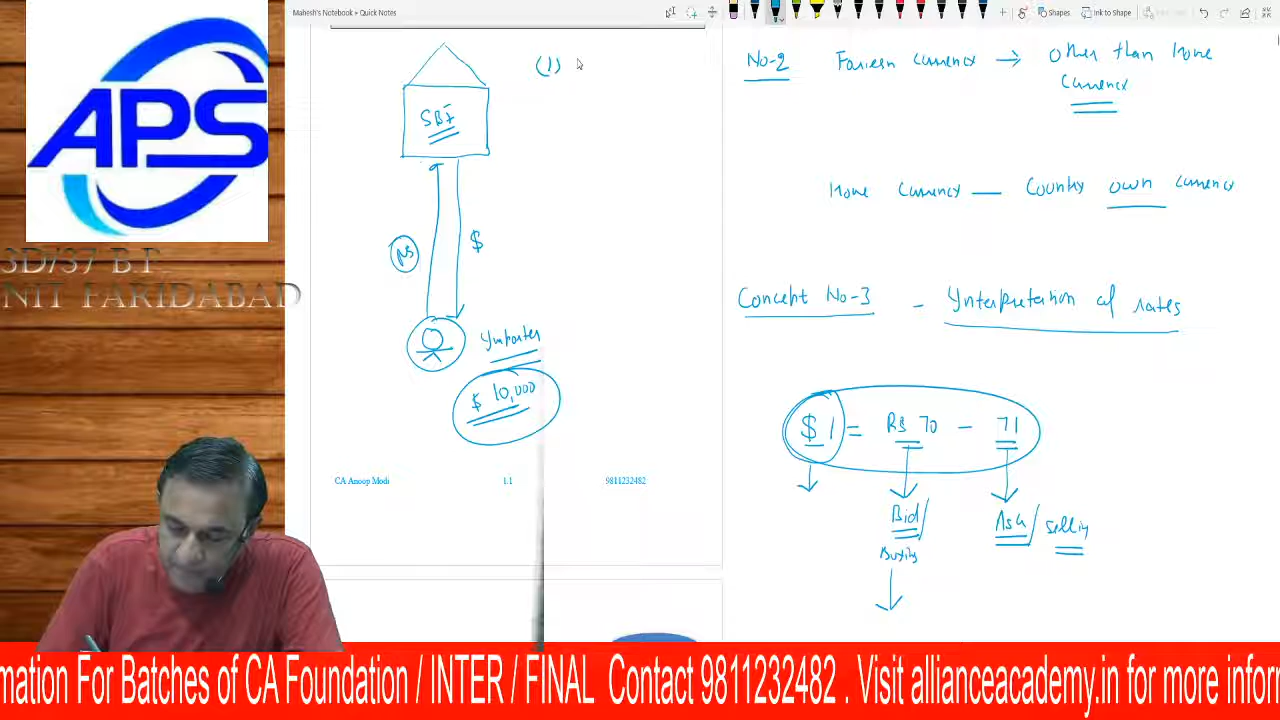 Mahesh's Notebook » Quick Notes
Shapes
Ink to Shape
APS
3D/37 B.P.
NIT FARIDABAD
SBI
(1)
Rs
$
Importer
$ 10,000
CA Anoop Modi
1.1
9811232482
No-2 Foriegn currency → Other than Home
Currency
Home Currency — Country own currency
Concept No-3 - Interpretation of rates
$ 1 = Rs 70 - 71
Bid/
Buying
Ask/ Selling
mation For Batches of CA Foundation / INTER / FINAL Contact 9811232482 . Visit allianceacademy.in for more inform